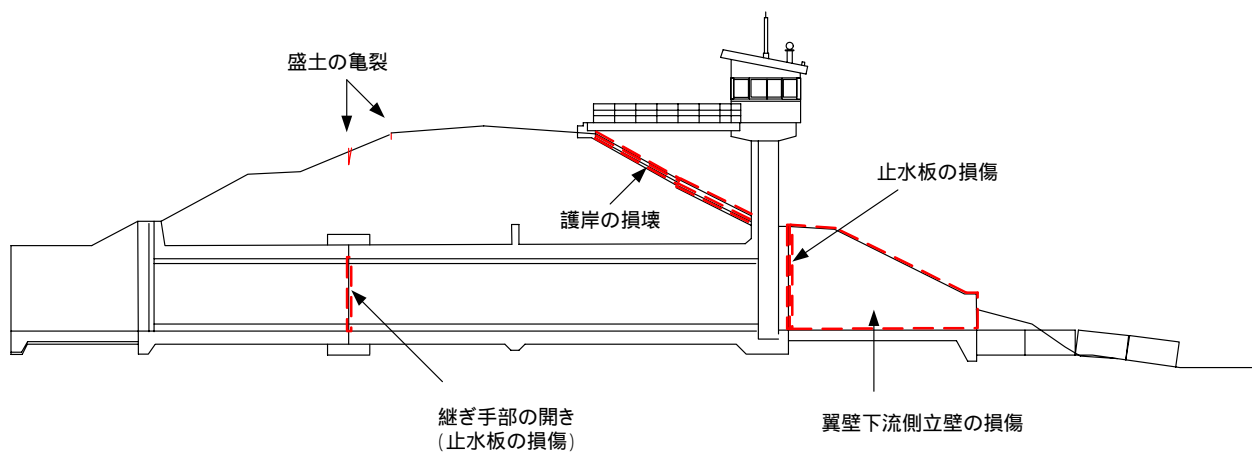 盛土の亀裂
止水板の損傷
護岸の損壊
継ぎ手部の開き
(止水板の損傷)
翼壁下流側立壁の損傷